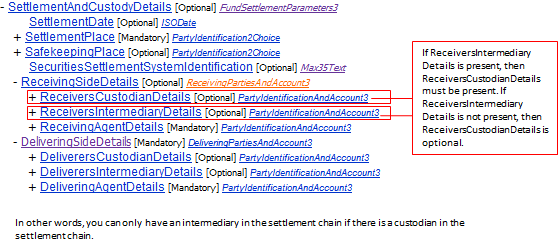 - SettlementAndCustodyDetails [Optional] FundSettlementParameters3
SettlementDate [Optional] ISODate
+ SettlementPlace [Mandatory] PartyIdentification2Choice
+ SafekeepingPlace [Optional] PartyIdentification2Choice
SecuritiesSettlementSystemIdentification [Optional] Max35Text
- ReceivingSideDetails [Optional] ReceivingPartiesAndAccount3
+ ReceiversCustodianDetails [Optional] PartyIdentificationAndAccount3
+ ReceiversIntermediaryDetails [Optional] PartyIdentificationAndAccount3
+ ReceivingAgentDetails [Mandatory] PartyIdentificationAndAccount3
- DeliveringSideDetails [Mandatory] DeliveringPartiesAndAccount3
+ DeliverersCustodianDetails [Optional] PartyIdentificationAndAccount3
+ DeliverersIntermediaryDetails [Optional] PartyIdentificationAndAccount3
+ DeliveringAgentDetails [Mandatory] PartyIdentificationAndAccount3
If ReceiversIntermediary
Details is present, then
ReceiversCustodianDetails
must be present. If
ReceiversIntermediary
Details is not present, then
ReceiversCustodianDetails is
optional.
In other words, you can only have an intermediary in the settlement chain if there is a custodian in the
settlement chain.